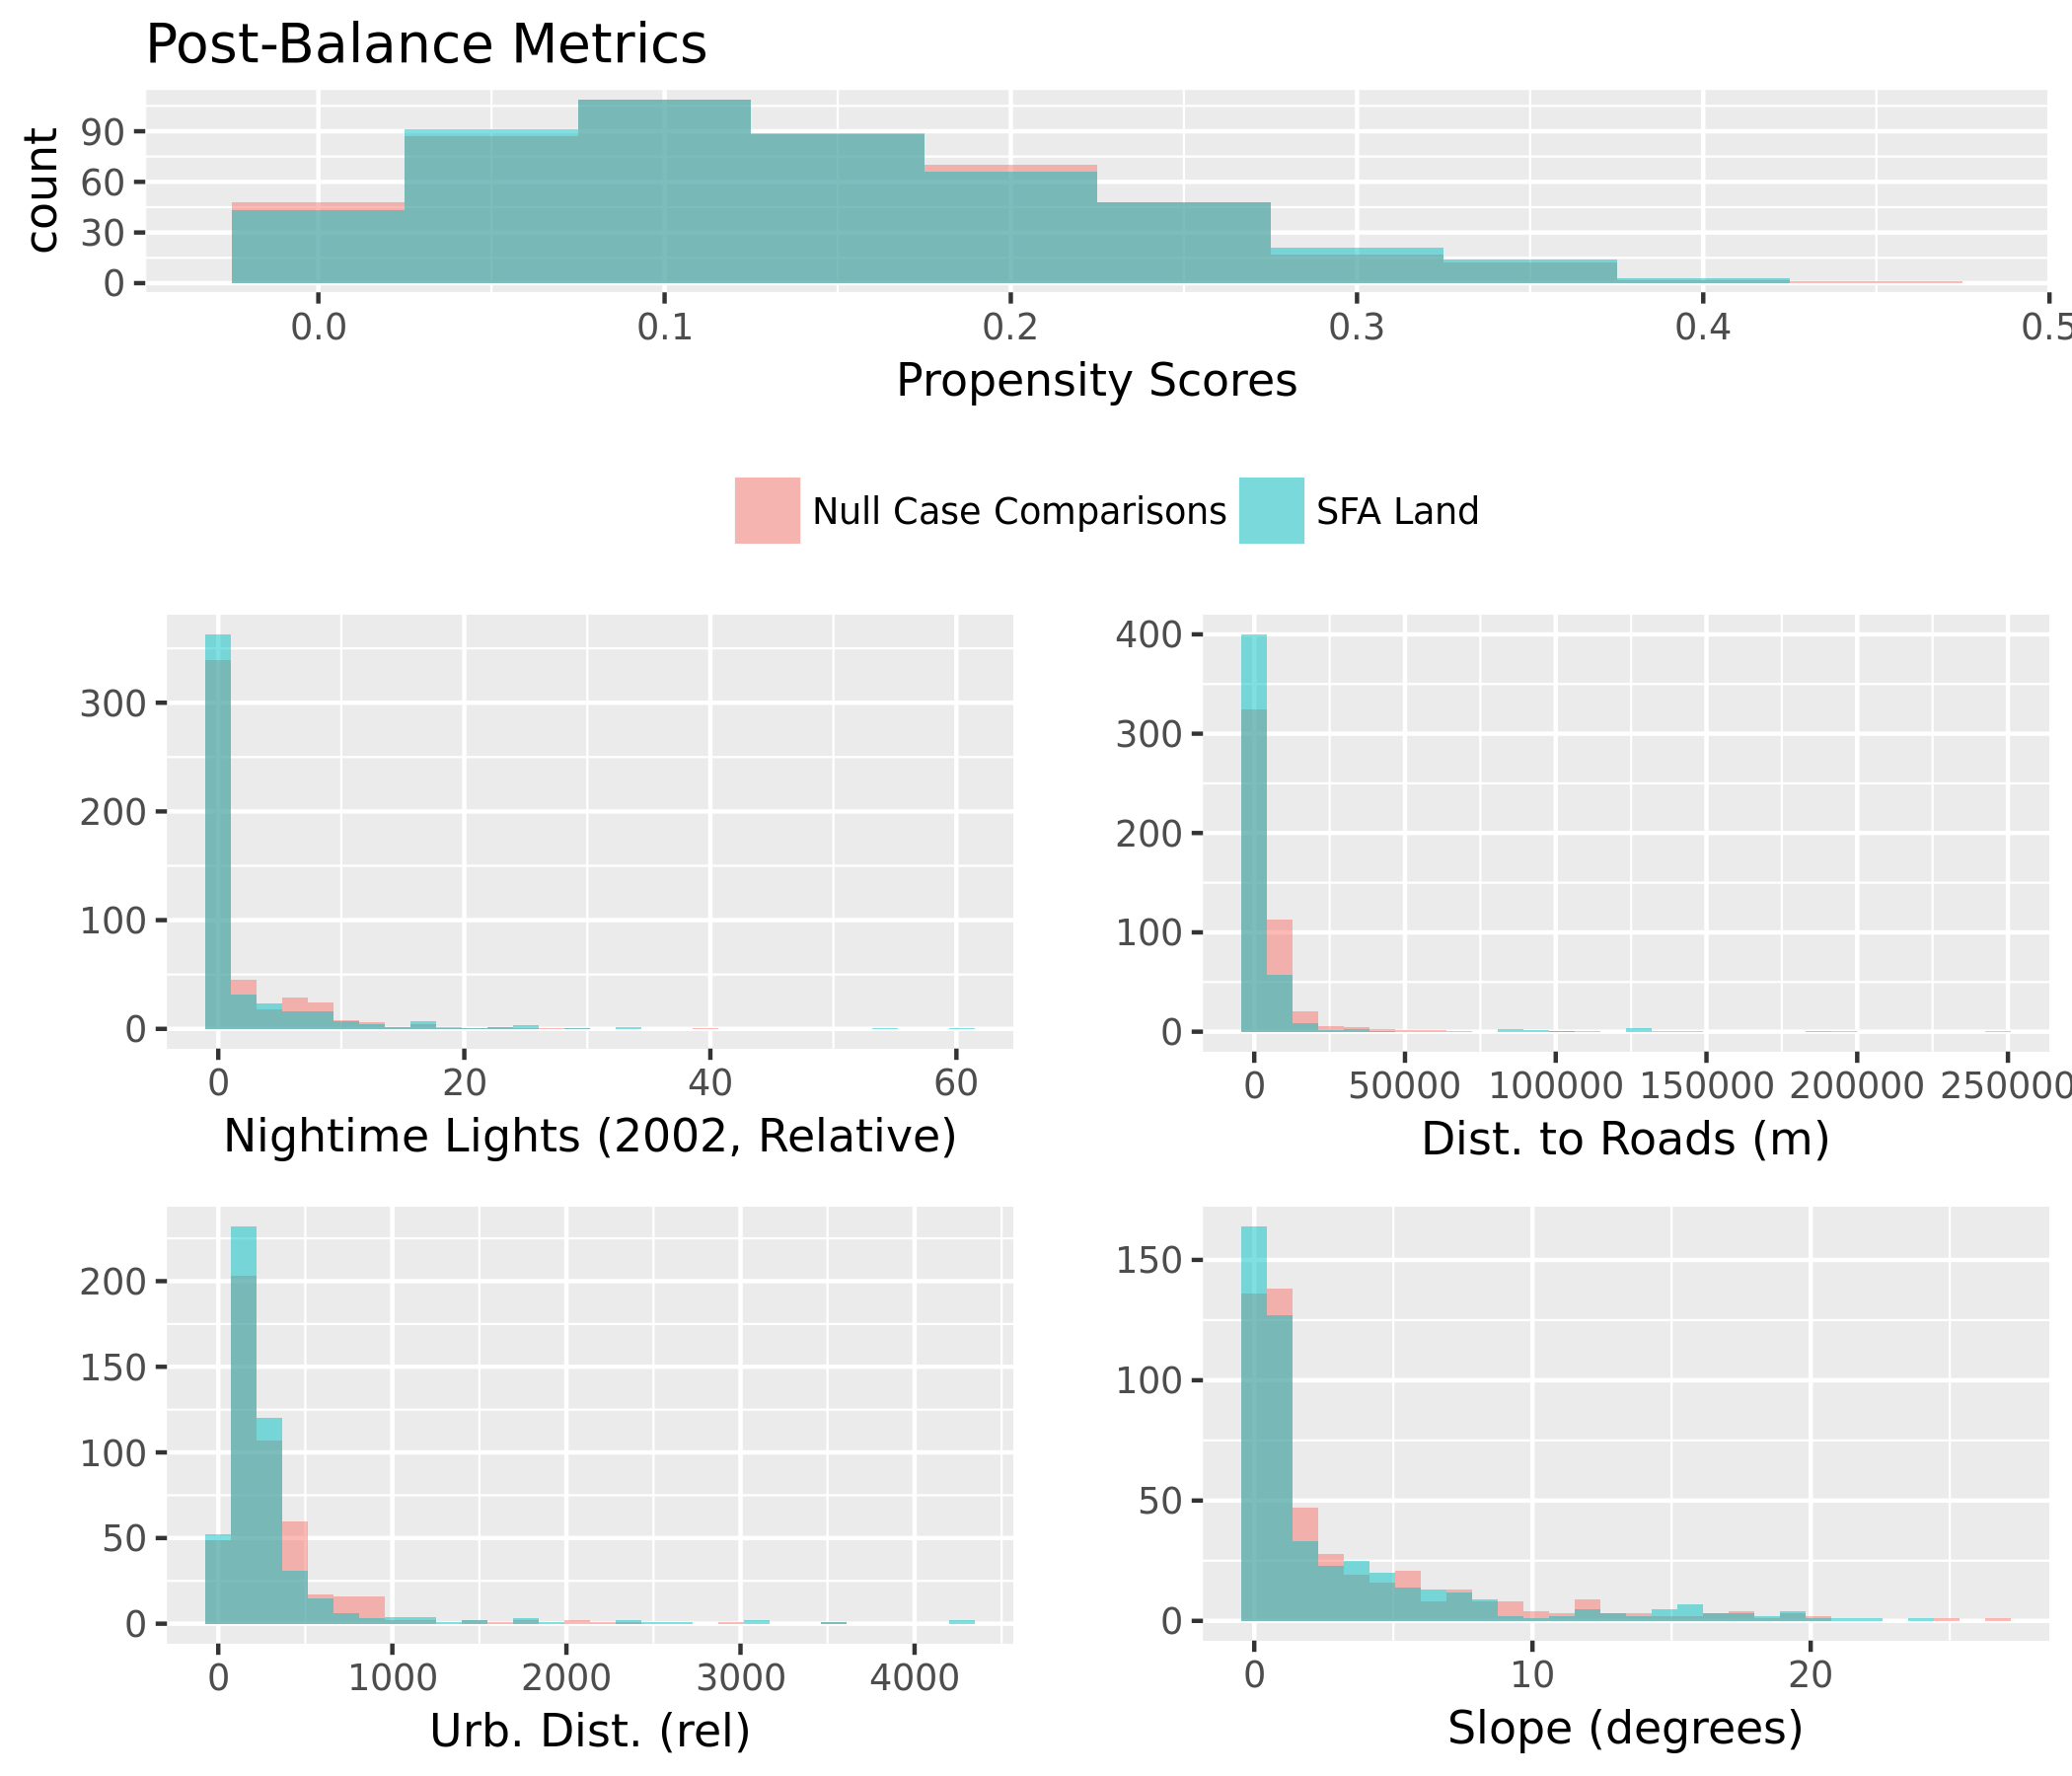 Post-Balance Metrics
count
90
60
30
0
0.0 0.1 0.2 0.3 0.4 0.5
Propensity Scores
Null Case Comparisons SFA Land
300
200
100
0
0 20 40 60
Nightime Lights (2002, Relative)
400
300
200
100
0
0 50000 100000 150000 200000 250000
Dist. to Roads (m)
200
150
100
50
0
0 1000 2000 3000 4000
Urb. Dist. (rel)
150
100
50
0
0 10 20
Slope (degrees)